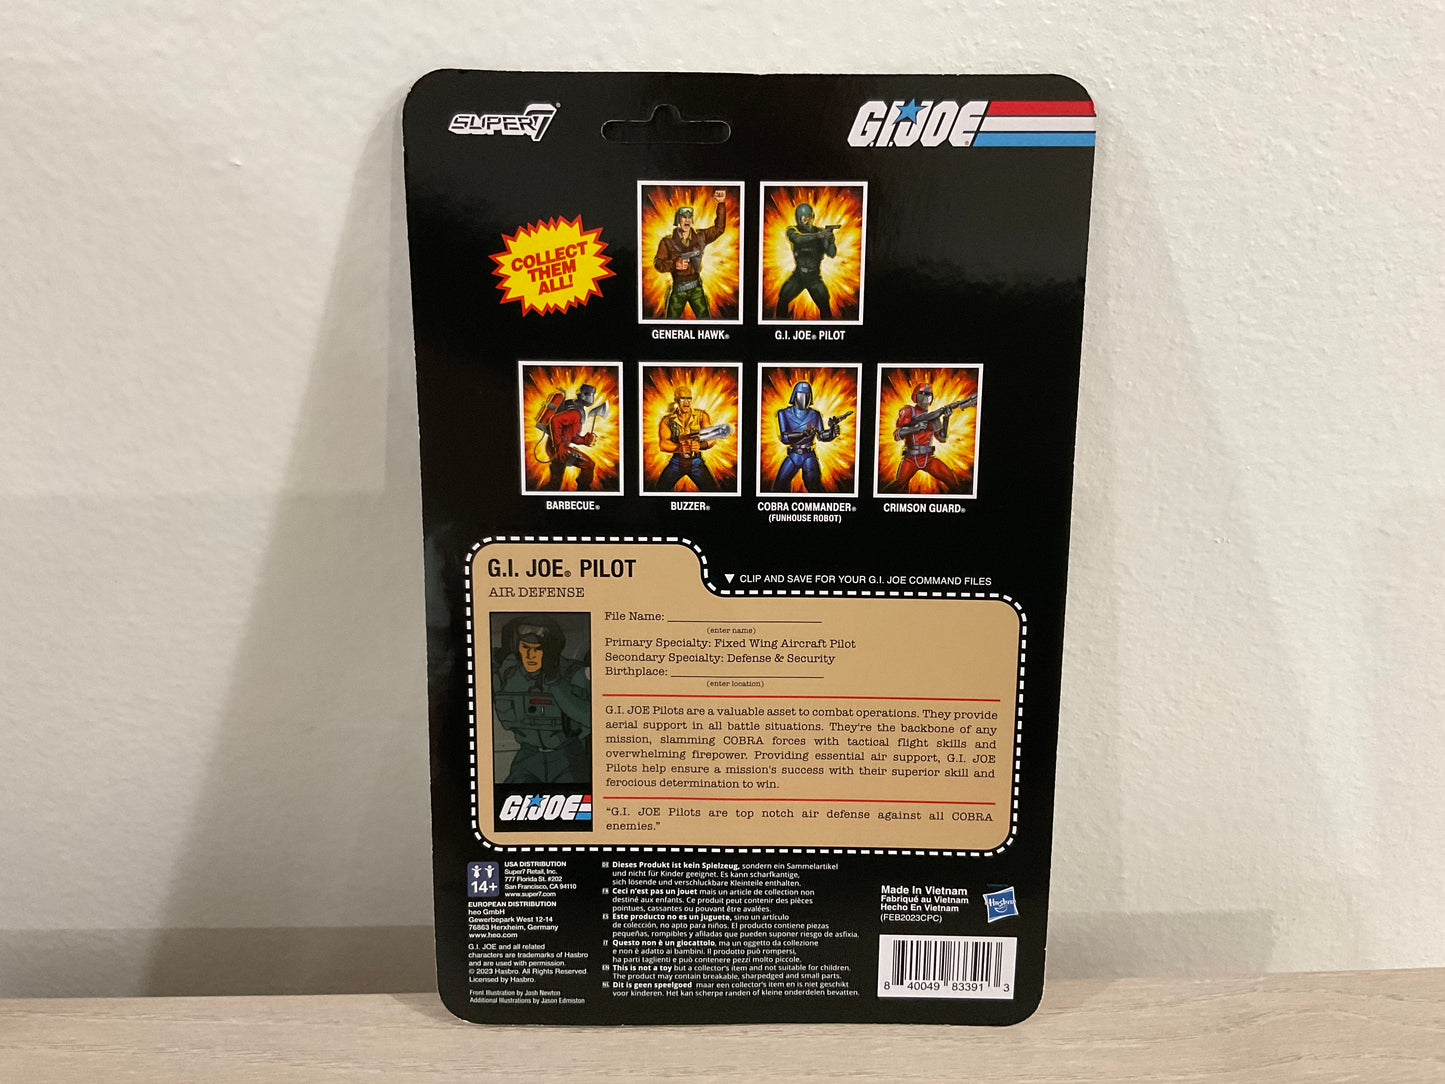 SUPER7®
G.I.JOE®
COLLECT
THEM
ALL!
GENERAL HAWK®
G.I. JOE® PILOT
BARBECUE®
BUZZER®
COBRA COMMANDER®
(FUNHOUSE ROBOT)
CRIMSON GUARD®
G.I. JOE® PILOT
AIR DEFENSE
▼ CLIP AND SAVE FOR YOUR G.I. JOE COMMAND FILES
File Name: ____________________
(enter name)
Primary Specialty: Fixed Wing Aircraft Pilot
Secondary Specialty: Defense & Security
Birthplace: ____________________
(enter location)
G.I. JOE Pilots are a valuable asset to combat operations. They provide
aerial support in all battle situations. They're the backbone of any
mission, slamming COBRA forces with tactical flight skills and
overwhelming firepower. Providing essential air support, G.I. JOE
Pilots help ensure a mission's success with their superior skill and
ferocious determination to win.
G.I.JOE
"G.I. JOE Pilots are top notch air defense against all COBRA
enemies."
14+
USA DISTRIBUTION
Super7 Retail, Inc.
777 Florida St. #202
San Francisco, CA 94110
www.super7.com
EUROPEAN DISTRIBUTION
heo GmbH
Gewerbepark West 12-14
76863 Herxheim, Germany
www.heo.com
G.I. JOE and all related
characters are trademarks of Hasbro
and are used with permission.
© 2023 Hasbro. All Rights Reserved.
Licensed by Hasbro.
Front Illustration by Josh Newton
Additional Illustrations by Jason Edmiston
DE Dieses Produkt ist kein Spielzeug, sondern ein Sammelartikel
und nicht für Kinder geeignet. Es kann scharfkantige,
sich lösende und verschluckbare Kleinteile enthalten.
FR Ceci n'est pas un jouet mais un article de collection non
destiné aux enfants. Ce produit peut contenir des pièces
pointues, cassantes ou pouvant être avalées.
ES Este producto no es un juguete, sino un artículo
de colección, no apto para niños. El producto contiene piezas
pequeñas, rompibles y afiladas que pueden suponer riesgo de asfixia.
IT Questo non è un giocattolo, ma un oggetto da collezione
e non è adatto ai bambini. Il prodotto può rompersi,
ha parti taglienti e può contenere pezzi molto piccole.
EN This is not a toy but a collector's item and not suitable for children.
The product may contain breakable, sharpedged and small parts.
NL Dit is geen speelgoed maar een collector's item en is niet geschikt
voor kinderen. Het kan scherpe randen of kleine onderdelen bevatten.
Made In Vietnam
Fabriqué au Vietnam
Hecho En Vietnam
(FEB2023CPC)
Hasbro
8 40049 83391 3